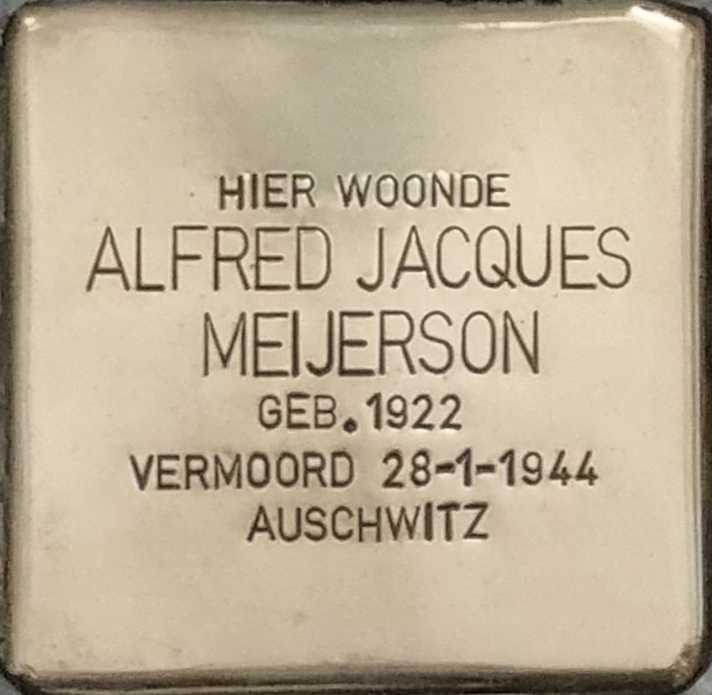 HIER WOONDE
ALFRED JACQUES
MEIJERSON
GEB.1922
VERMOORD 28-1-1944
AUSCHWITZ